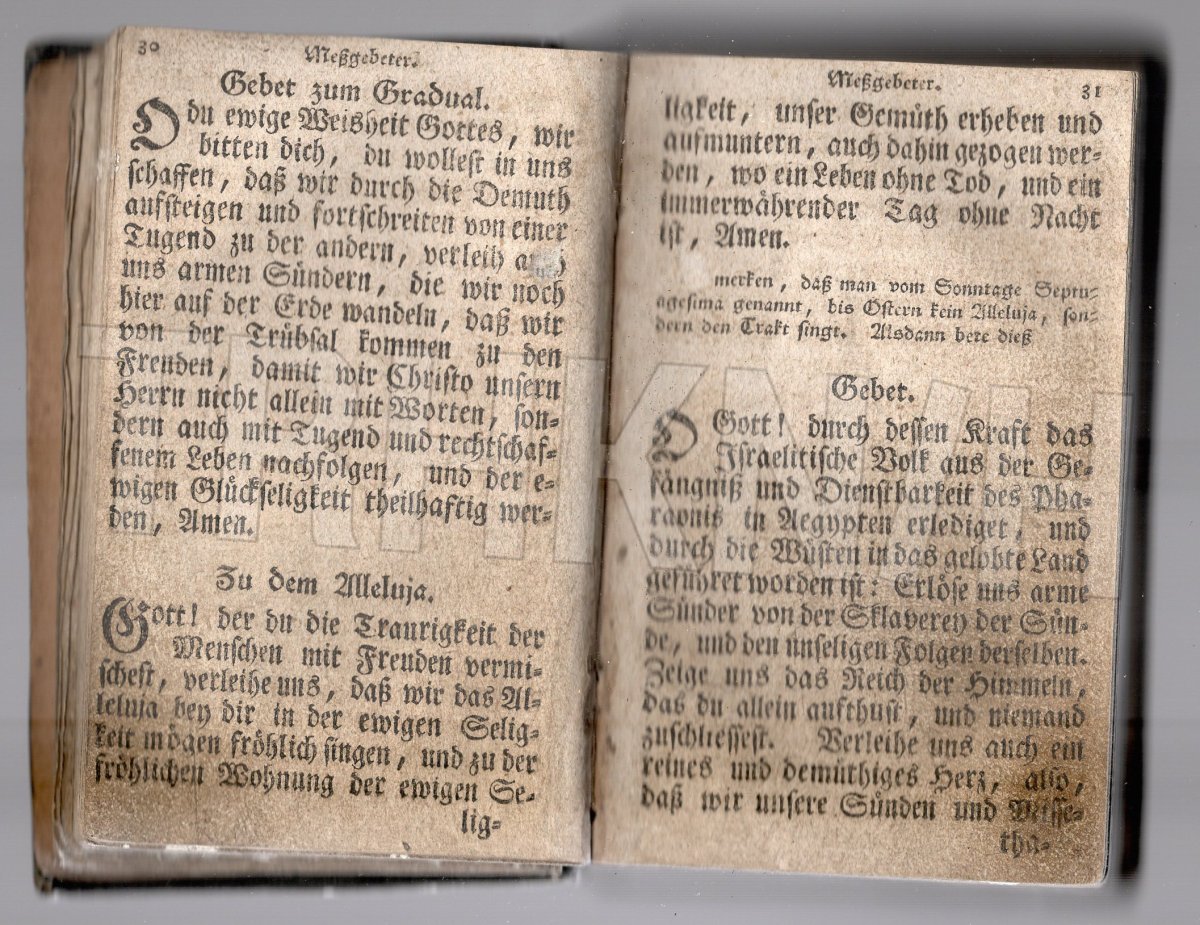 30
Meßgebeter.
Gebet zum Gradual.
O du ewige Weisheit Gottes, wir
bitten dich, du wollest in uns
schaffen, daß wir durch die Demuth
aufsteigen und fortschreiten von einer
Tugend zu der andern, verleih
uns armen Sündern, die wir noch
hier auf der Erde wandeln, daß wir
von der Trübsal kommen zu den
Freuden, damit wir Christo unsern
Herrn nicht allein mit Worten, son-
dern auch mit Tugend und rechtschaf-
fenem Leben nachfolgen, und der e-
wigen Glückseligkeit theilhaftig wer-
den, Amen.
Zu dem Alleluja.
Gott! der du die Traurigkeit der
Menschen mit Freuden vermi-
schest, verleihe uns, daß wir das Al-
leluja bey dir in der ewigen Selig-
keit mögen fröhlich singen, und zu der
fröhlichen Wohnung der ewigen Se-
lig-
Meßgebeter.
31
ligkeit, unser Gemüth erheben und
aufmuntern, auch dahin gezogen wer-
den, wo ein Leben ohne Tod, und ein
immerwährender Tag ohne Nacht
ist, Amen.
merken, daß man vom Sonntage Septu-
agesima genannt, bis Ostern kein Alleluja, son-
dern den Trakt singt. Alsdann bete dieß
Gebet.
O Gott! durch dessen Kraft das
Israelitische Volk aus der Ge-
fängniß und Dienstbarkeit des Pha-
raonis in Aegypten erlediget, und
durch die Wüsten in das gelobte Land
geführet worden ist: Erlöse uns arme
Sünder von der Sklaverey der Sün-
de, und den unseligen Folgen derselben.
Zeige uns das Reich der Himmeln,
das du allein aufthust, und niemand
zuschliessest. Verleihe uns auch ein
reines und demüthiges Herz, also,
daß wir unsere Sünden und Misse-
tha-